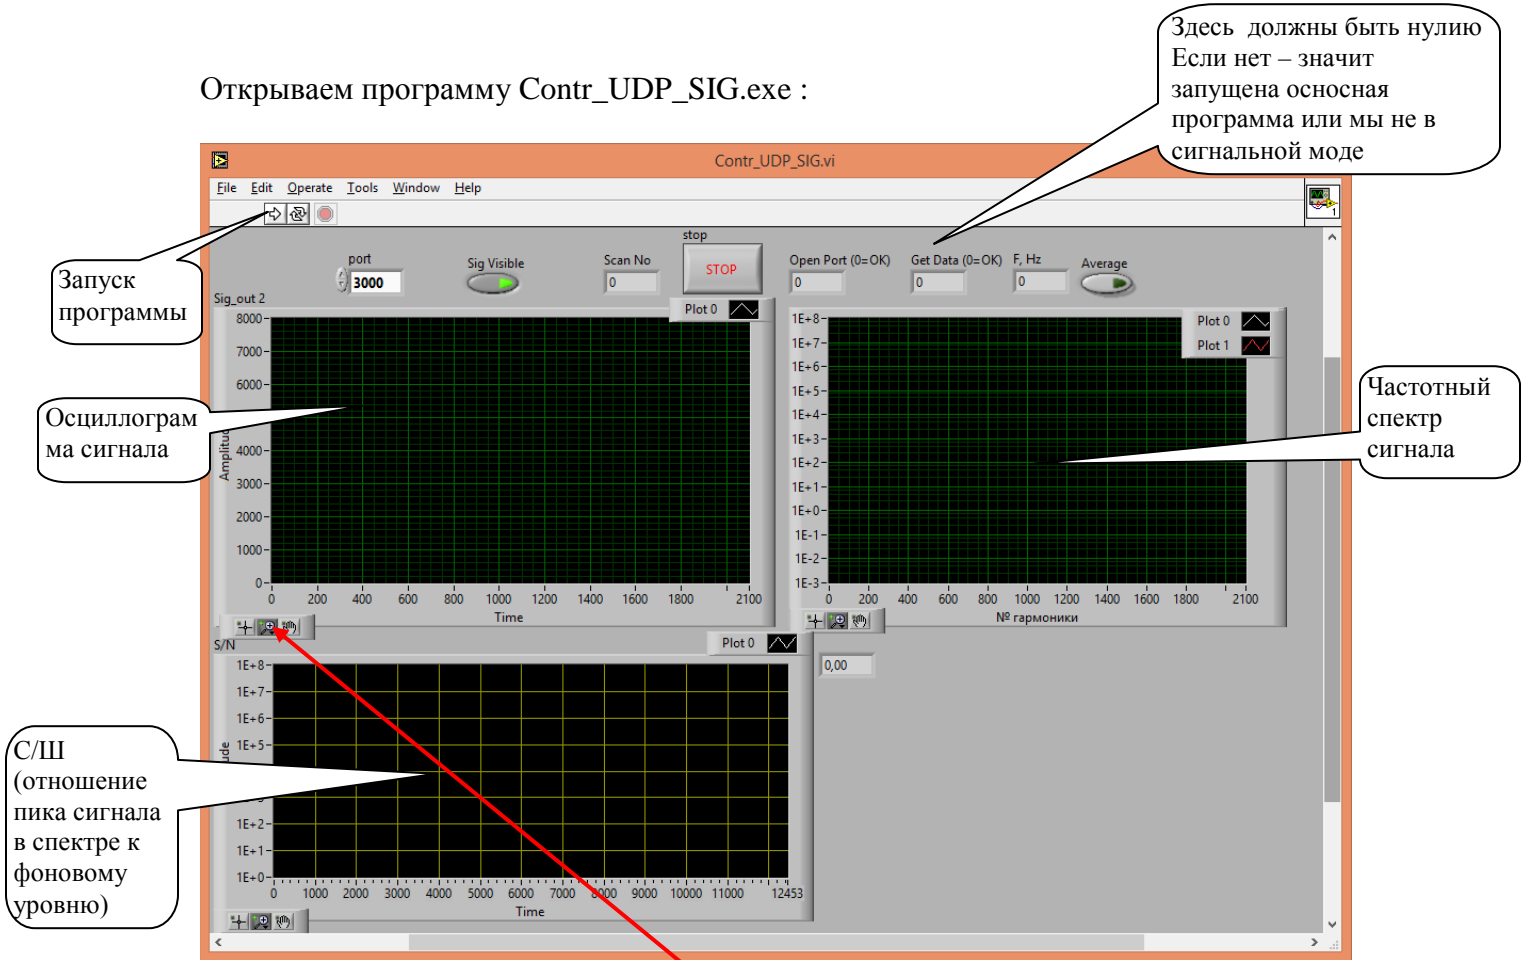 Здесь должны быть нулию
Если нет – значит
запущена осносная
программа или мы не в
сигнальной моде
Открываем программу Contr_UDP_SIG.exe :
Contr_UDP_SIG.vi
File Edit Operate Tools Window Help
1
Запуск
программы
port
3000
Sig Visible
Scan No
0
stop
STOP
Open Port (0=OK)
0
Get Data (0=OK)
0
F, Hz
0
Average
Sig_out 2
Plot 0
8000
7000
6000
4000
3000
2000
1000
0
0 200 400 600 800 1000 1200 1400 1600 1800 2100
Time
Осциллограм
ма сигнала
Plot 0
Plot 1
1E+8
1E+7
1E+6
1E+5
1E+4
1E+3
1E+2
1E+1
1E+0
1E-1
1E-2
1E-3
0 200 400 600 800 1000 1200 1400 1600 1800 2100
№ гармоники
Частотный
спектр
сигнала
S/N
Plot 0
0,00
1E+8
1E+7
1E+6
1E+5
1E+2
1E+1
1E+0
0 1000 2000 3000 4000 5000 6000 7000 8000 9000 10000 11000 12453
Time
С/Ш
(отношение
пика сигнала
в спектре к
фоновому
уровню)